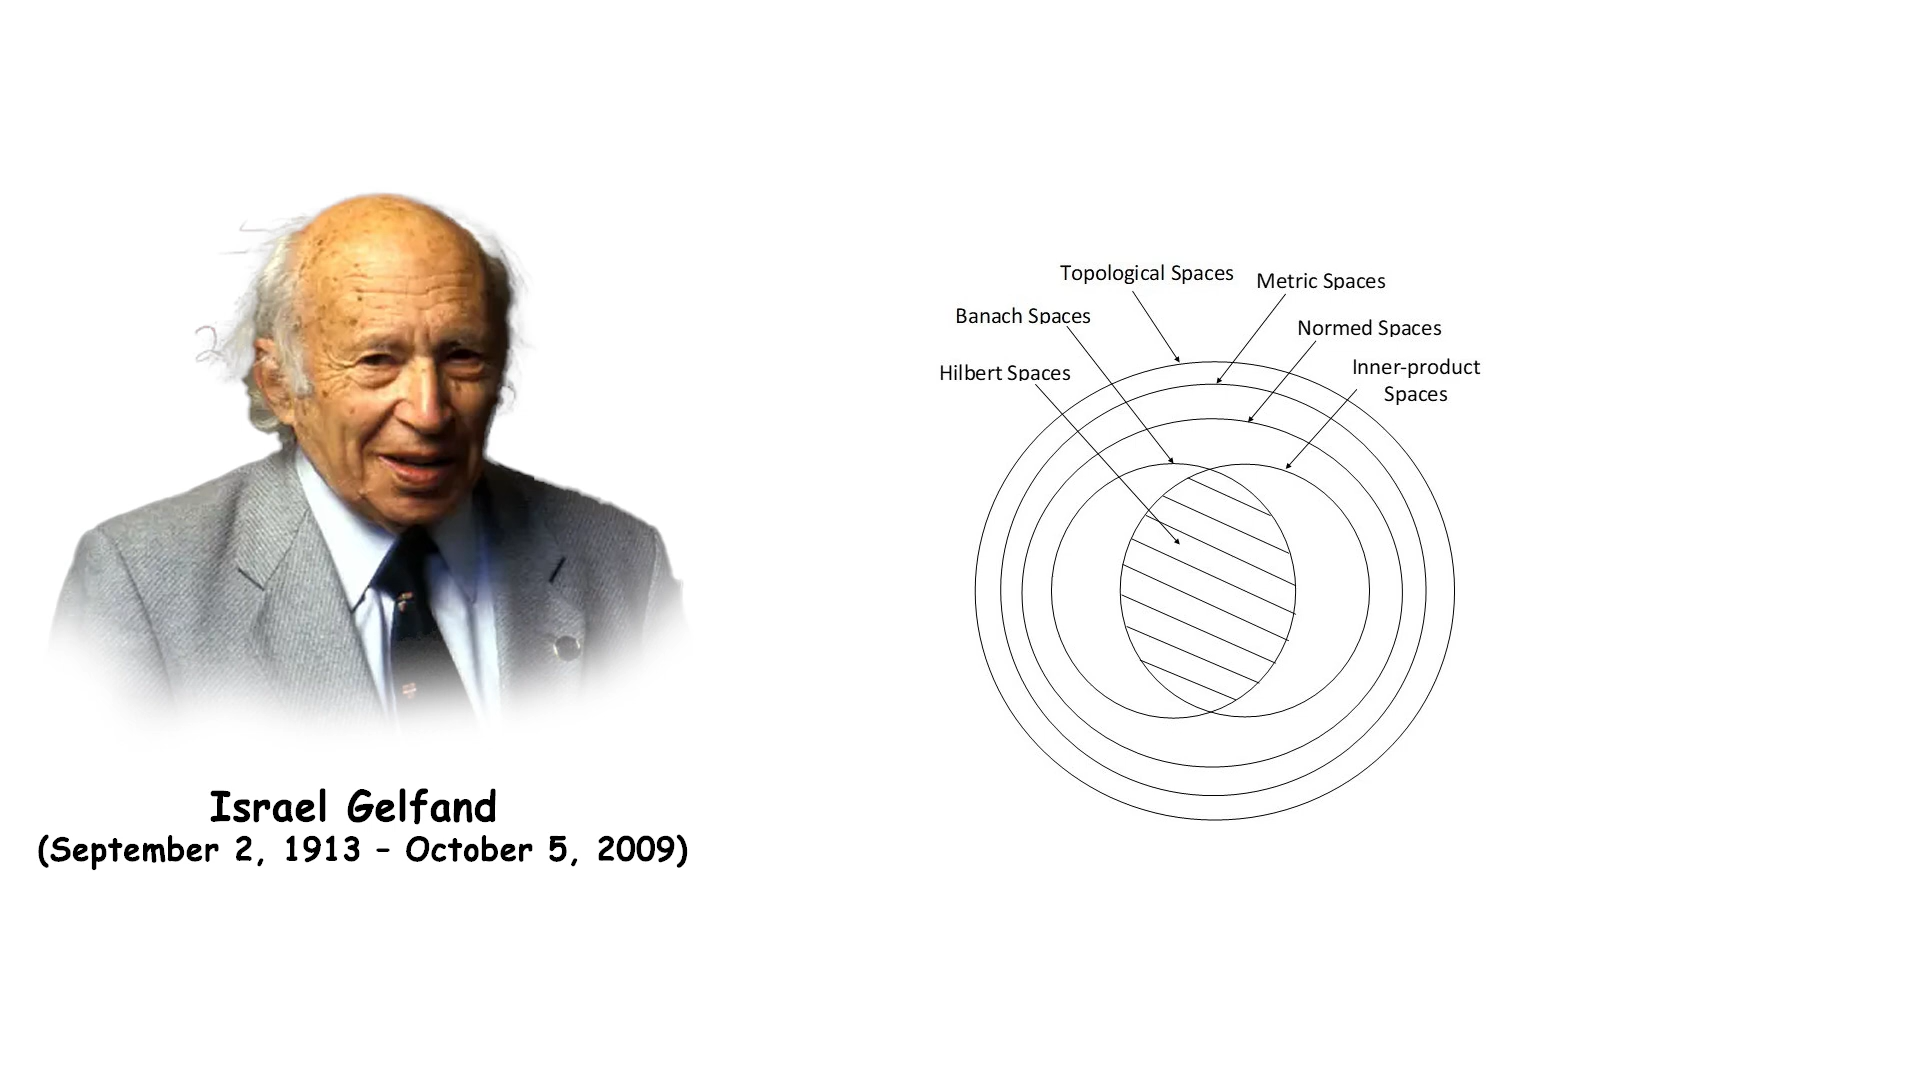 Israel Gelfand
(September 2, 1913 – October 5, 2009)
Topological Spaces
Metric Spaces
Banach Spaces
Normed Spaces
Hilbert Spaces
Inner-product
Spaces